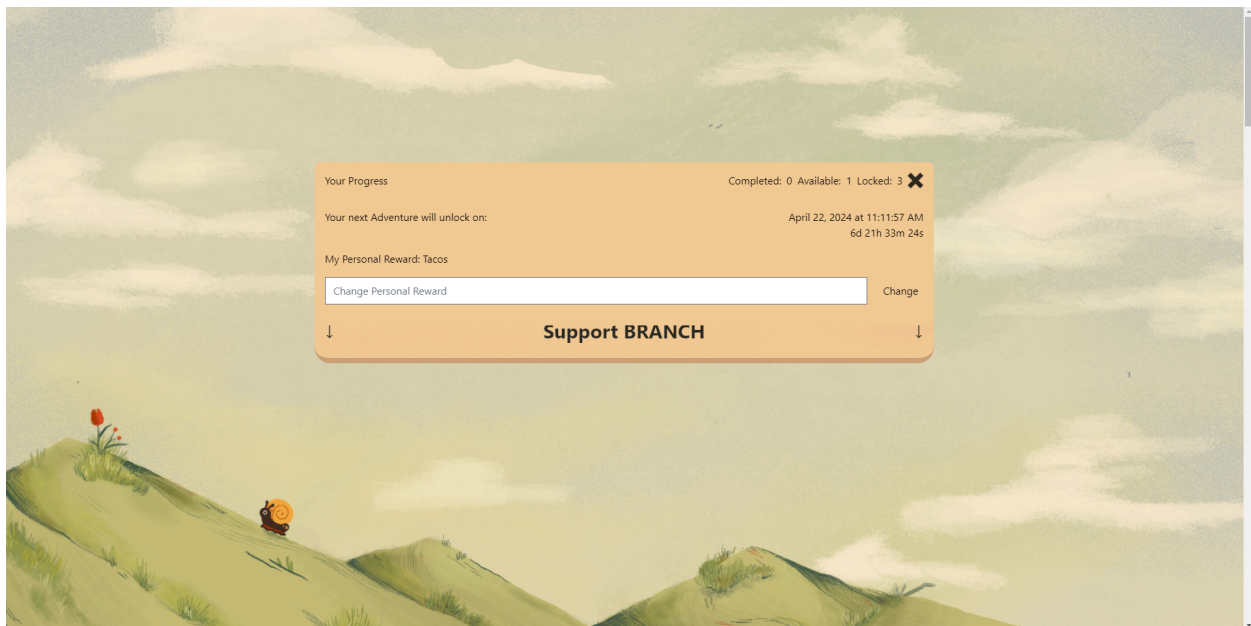 Your Progress Completed: 0 Available: 1 Locked: 3 ✖
Your next Adventure will unlock on: April 22, 2024 at 11:11:57 AM
6d 21h 33m 24s
My Personal Reward: Tacos
Change Personal Reward Change
↓ Support BRANCH ↓